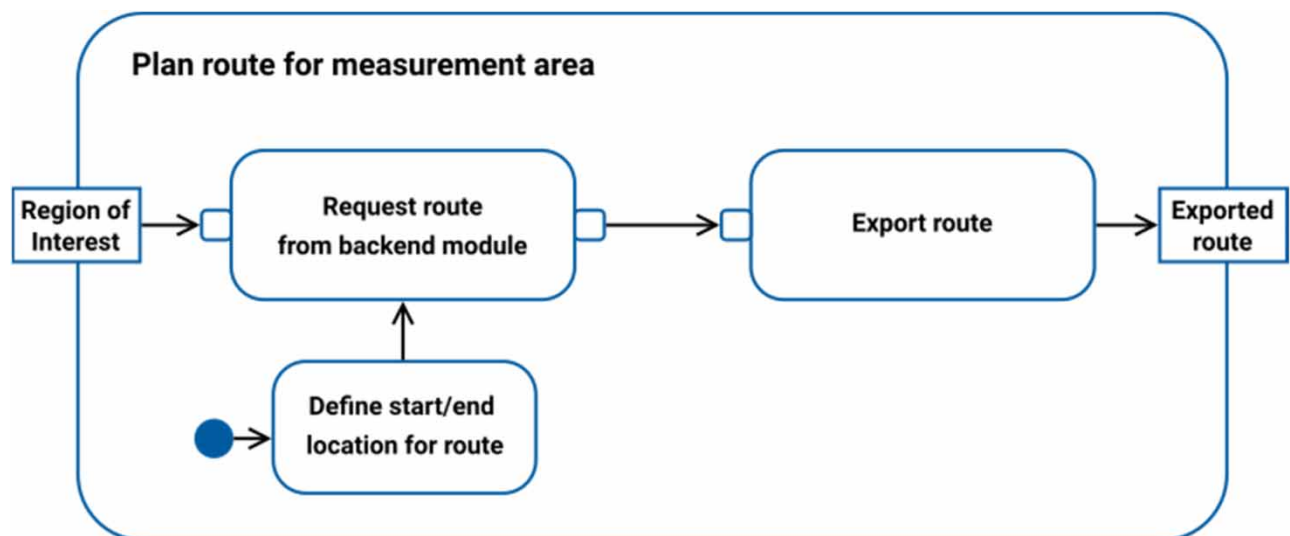 Plan route for measurement area
Region of
Interest
Request route
from backend module
Export route
Exported
route
Define start/end
location for route